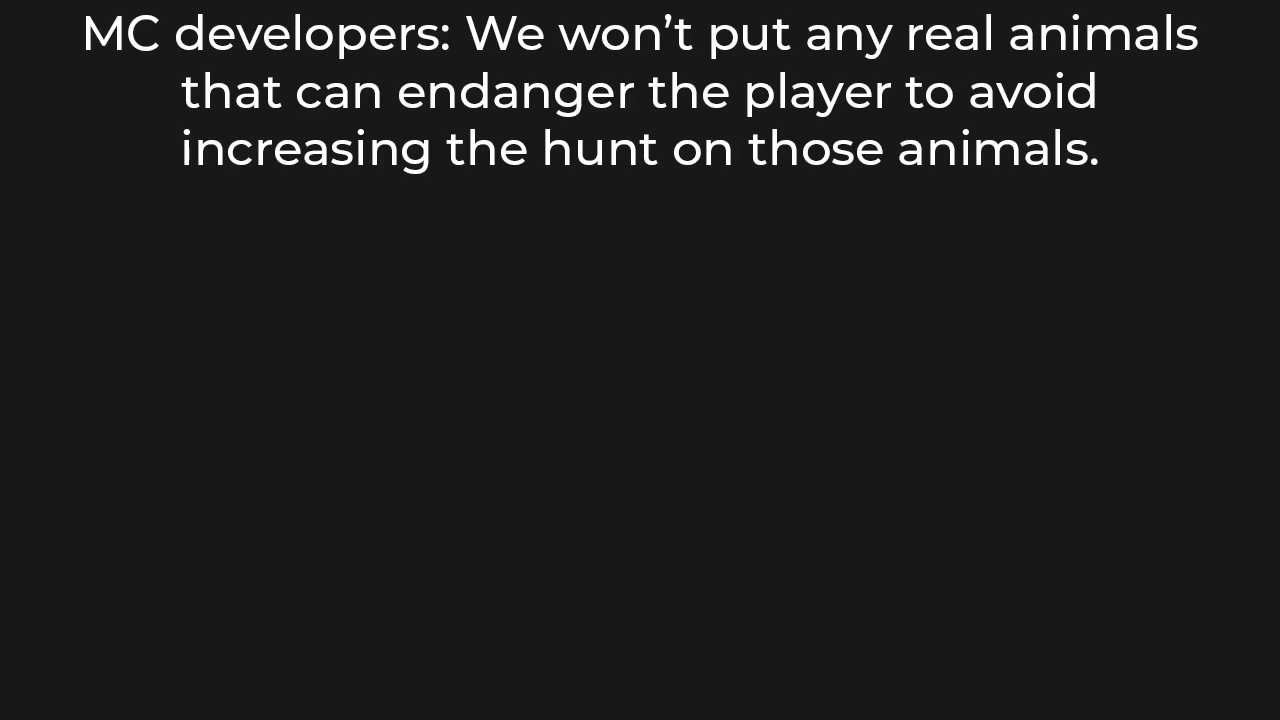 MC developers: We won’t put any real animals
that can endanger the player to avoid
increasing the hunt on those animals.